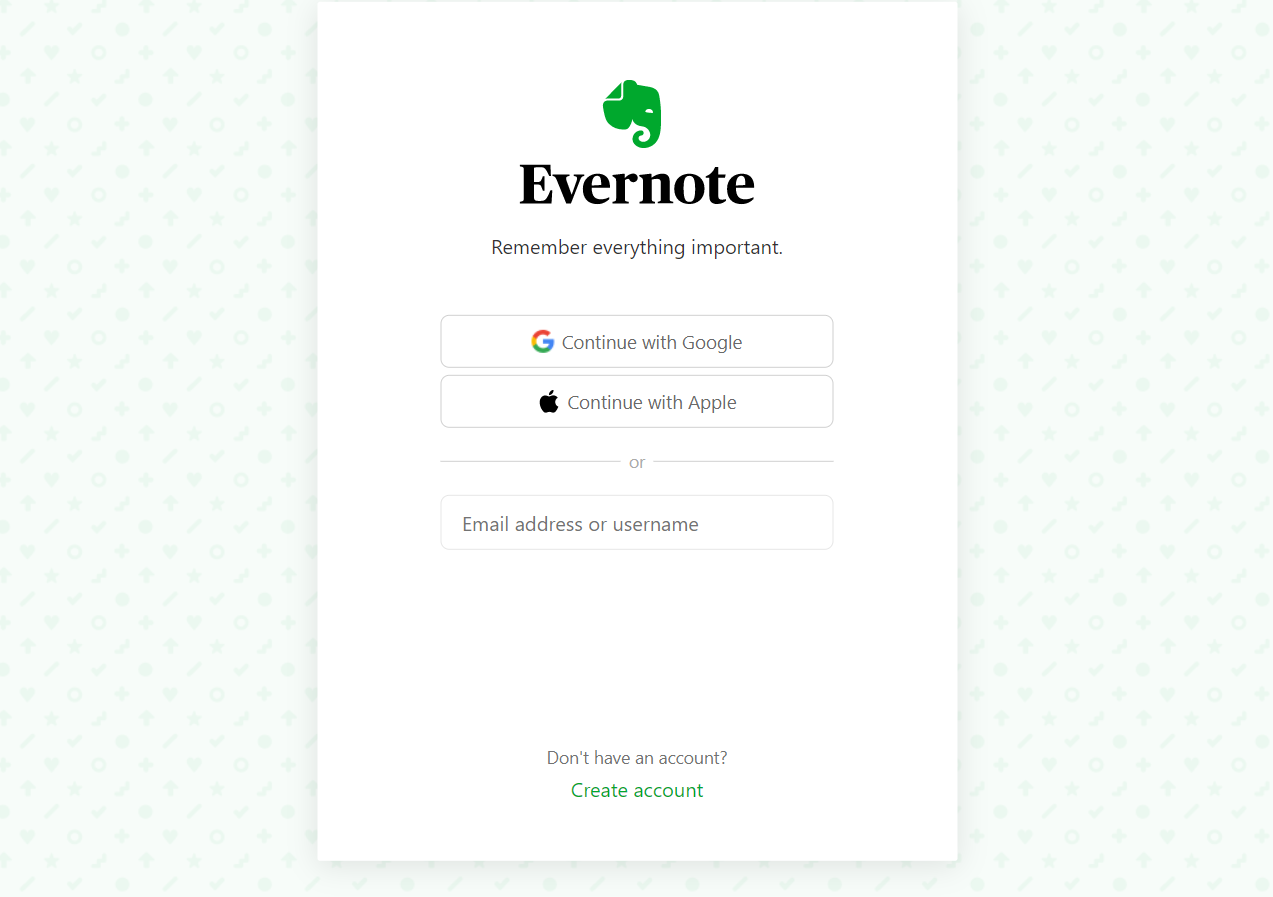 Evernote
Remember everything important.
Continue with Google
Continue with Apple
or
Email address or username
Don't have an account?
Create account